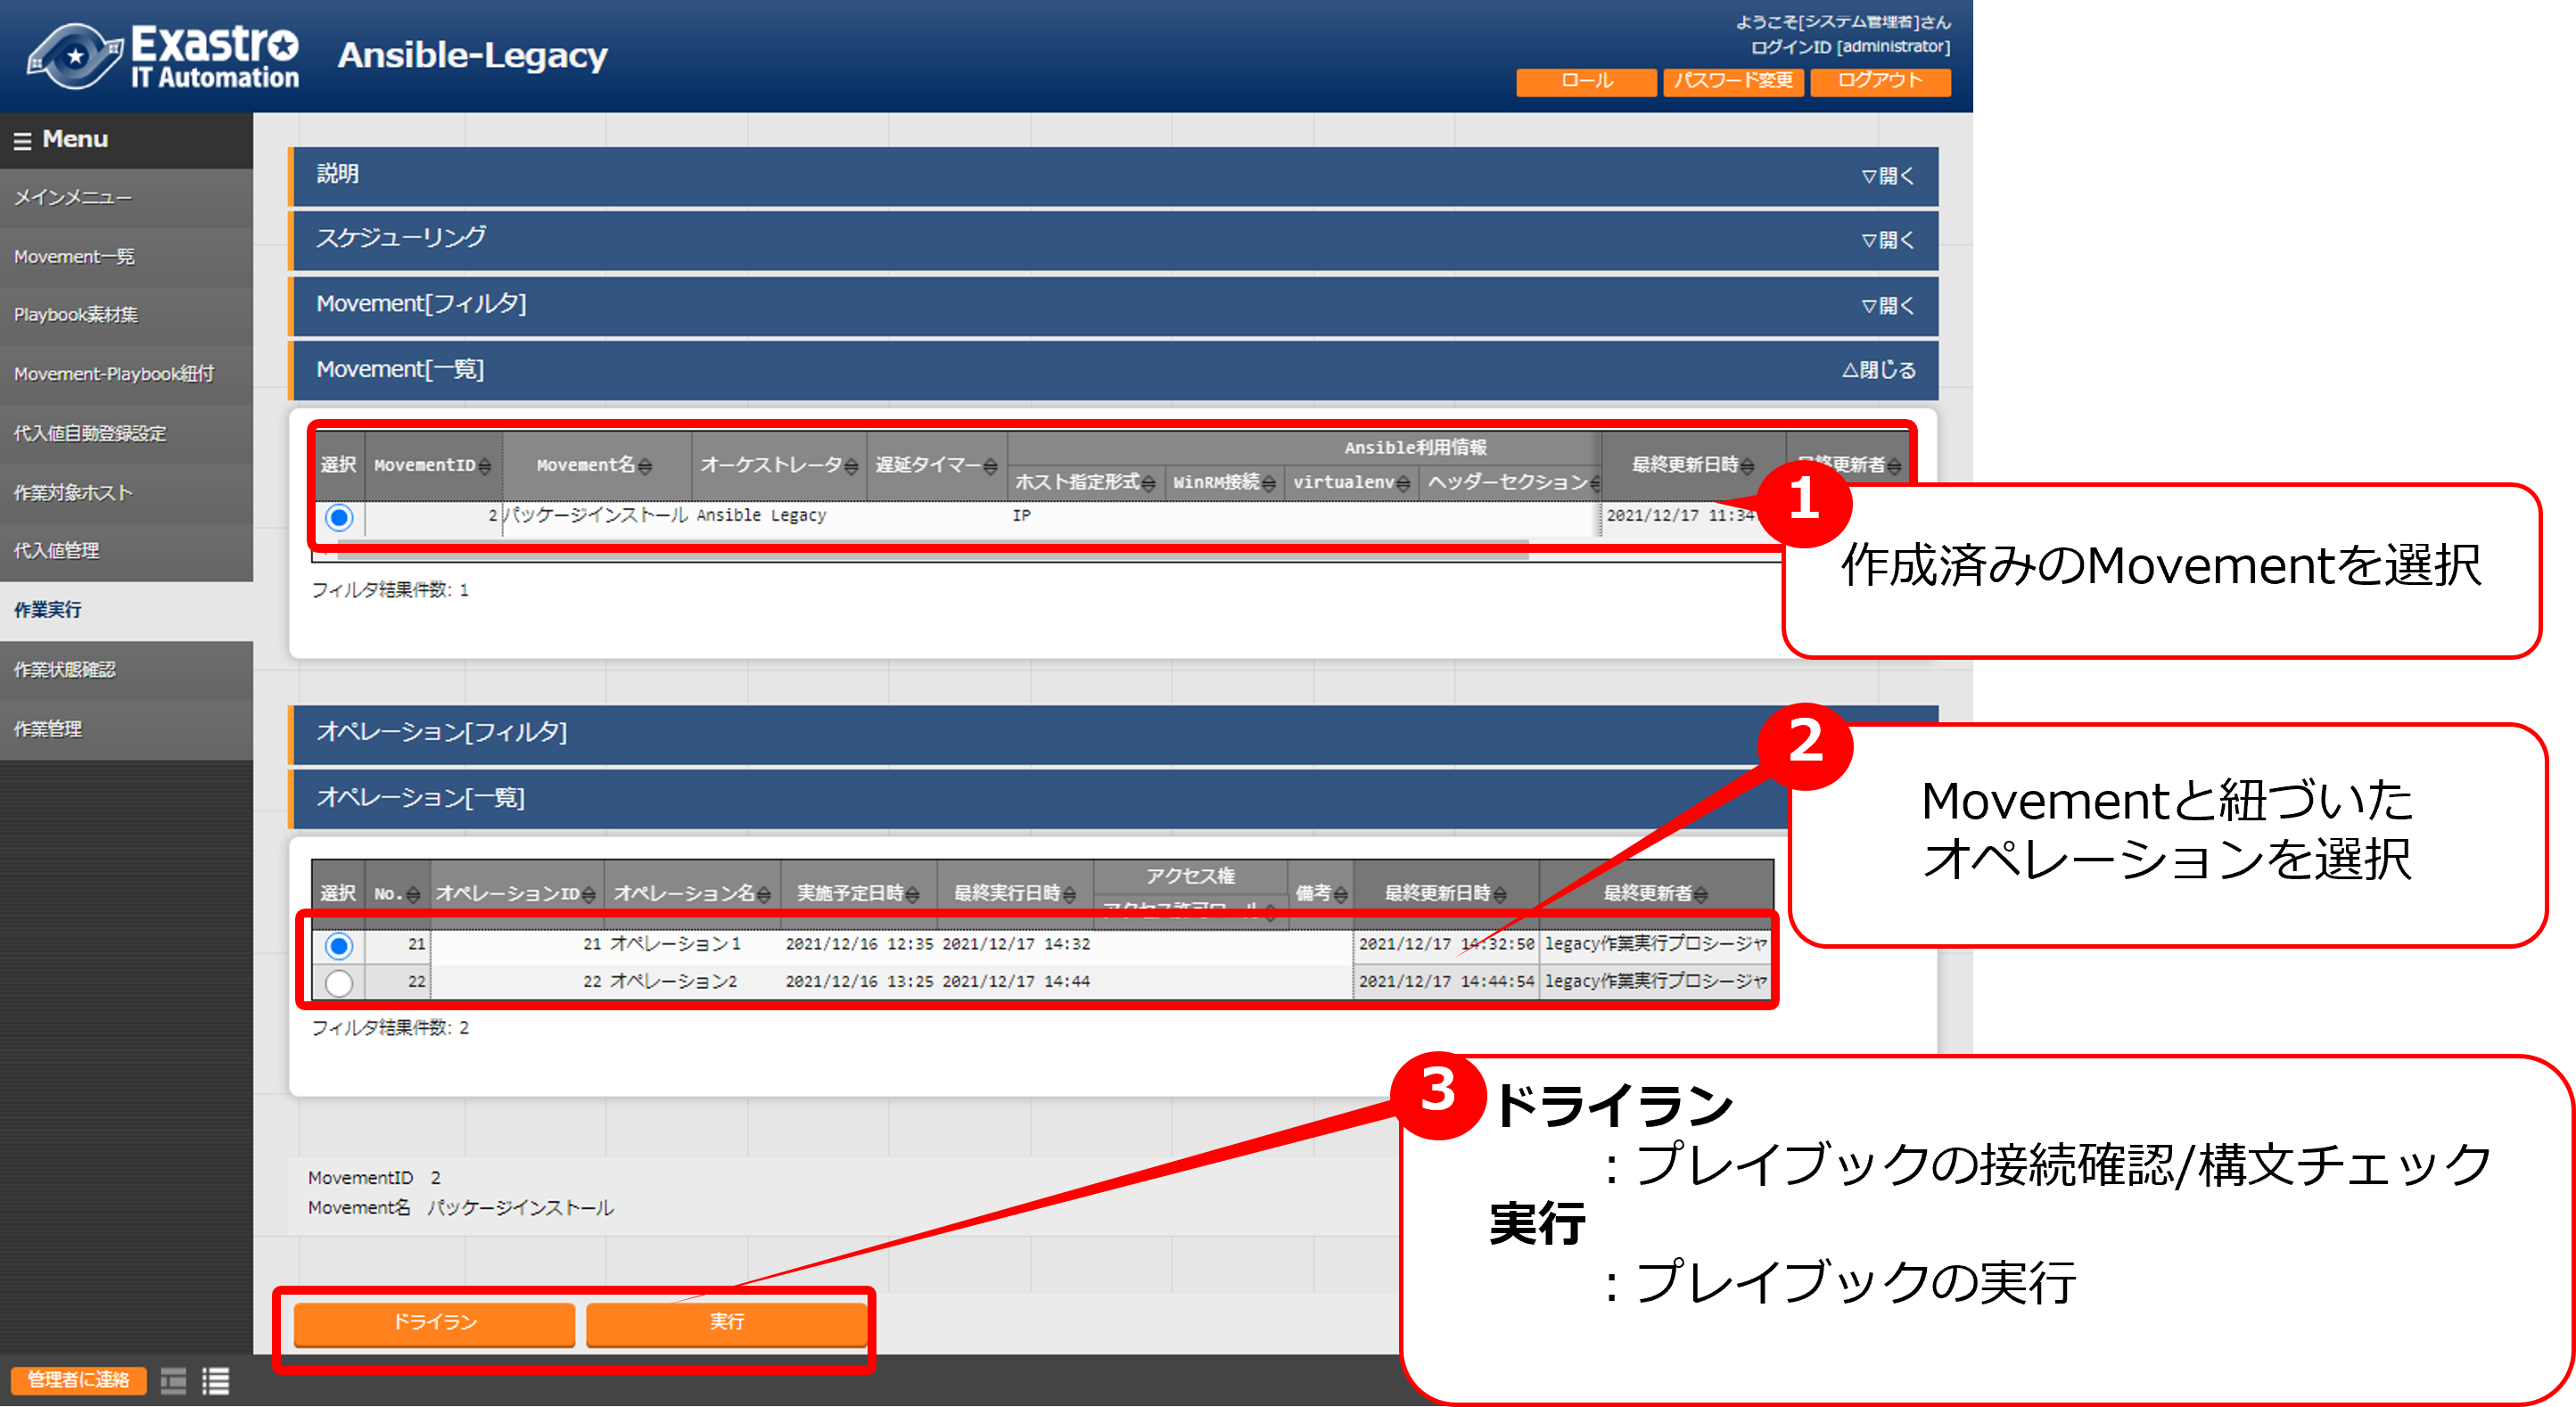 Exastro
IT Automation
Ansible-Legacy
ようこそ[システム管理者]さん
ログインID [administrator]
ロール
パスワード変更
ログアウト
Menu
メインメニュー
Movement一覧
Playbook素材集
Movement-Playbook紐付
代入値自動登録設定
作業対象ホスト
代入値管理
作業実行
作業状態確認
作業管理
説明
▽開く
スケジューリング
▽開く
Movement[フィルタ]
▽開く
Movement[一覧]
△閉じる
選択 MovementID Movement名 オーケストレータ 遅延タイマー Ansible利用情報 最終更新日時 最終更新者
ホスト指定形式 WinRM接続 virtualenv ヘッダーセクション
2 パッケージインストール Ansible Legacy IP 2021/12/17 11:34
フィルタ結果件数: 1
1
作成済みのMovementを選択
オペレーション[フィルタ]
オペレーション[一覧]
2
Movementと紐づいた
オペレーションを選択
選択 No. オペレーションID オペレーション名 実施予定日時 最終実行日時 アクセス権 備考 最終更新日時 最終更新者
アクセス許可ロール
21 21 オペレーション1 2021/12/16 12:35 2021/12/17 14:32 2021/12/17 14:32:50 legacy作業実行プロシージャ
22 22 オペレーション2 2021/12/16 13:25 2021/12/17 14:44 2021/12/17 14:44:54 legacy作業実行プロシージャ
フィルタ結果件数: 2
3
ドライラン
：プレイブックの接続確認/構文チェック
実行
：プレイブックの実行
MovementID 2
Movement名 パッケージインストール
ドライラン
実行
管理者に連絡